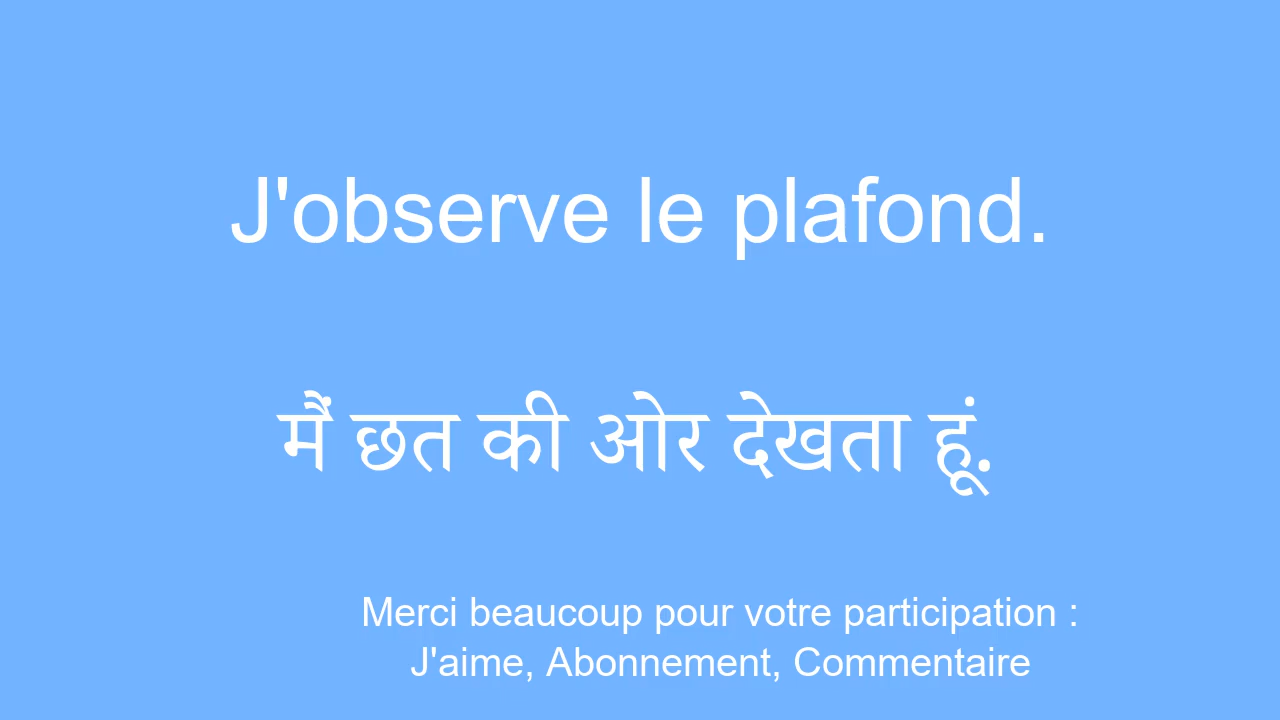 J'observe le plafond.
मैं छत की ओर देखता हूं.
Merci beaucoup pour votre participation :
J'aime, Abonnement, Commentaire